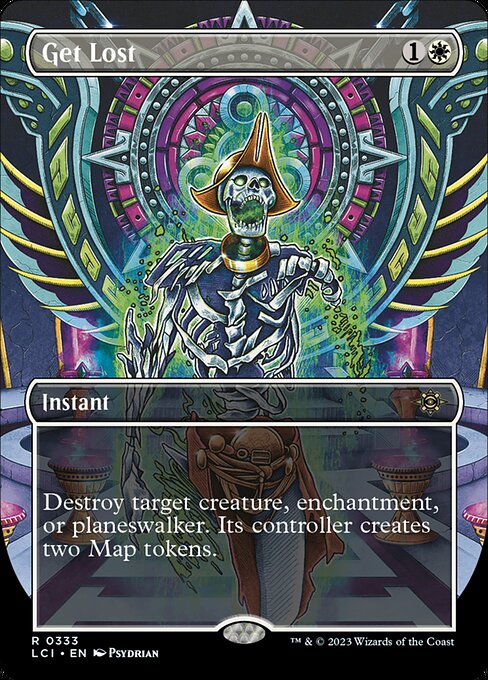 Get Lost 1
Instant
Destroy target creature, enchantment,
or planeswalker. Its controller creates
two Map tokens.
R 0333
LCI • EN Psydrian
™ & © 2023 Wizards of the Coast